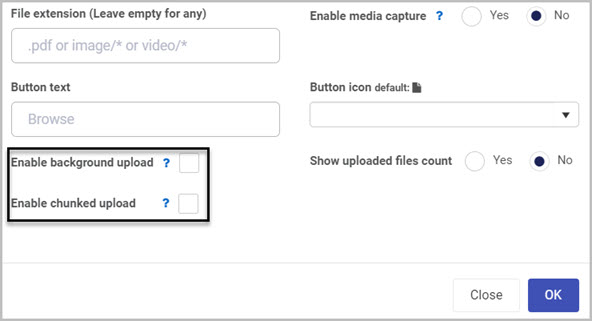 File extension (Leave empty for any)
Enable media capture ? Yes No
.pdf or image/* or video/*
Button text
Button icon default:
Browse
Enable background upload ?
Show uploaded files count Yes No
Enable chunked upload ?
Close OK